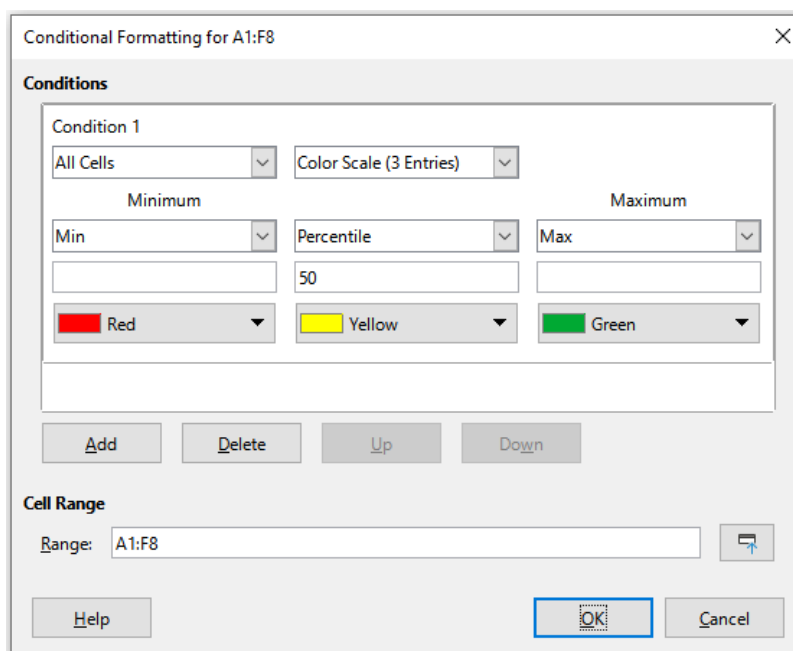 Conditional Formatting for A1:F8
Conditions
Condition 1
All Cells Color Scale (3 Entries)
Minimum Maximum
Min Percentile Max
50
Red Yellow Green
Add Delete Up Down
Cell Range
Range: A1:F8
Help OK Cancel